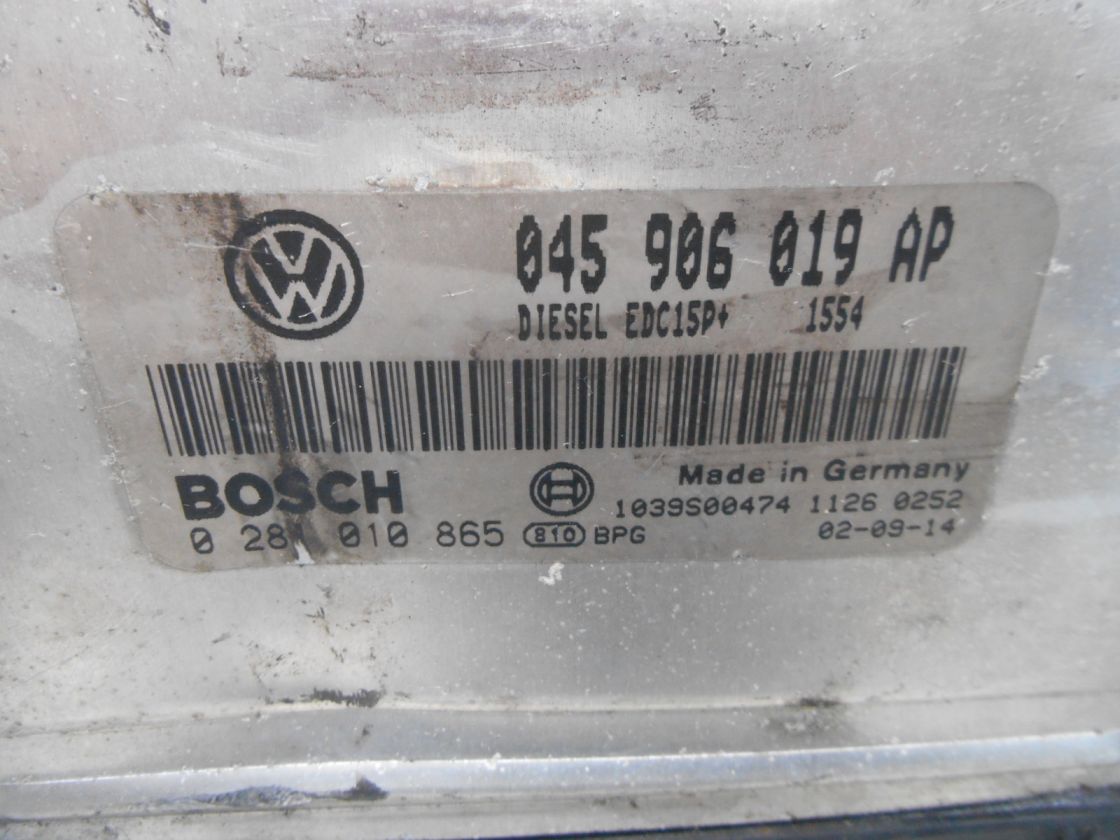 VW
045 906 019 AP
DIESEL EDC15P+ 1554
BOSCH
Made in Germany
1039S00474 1126 0252
0 281 010 865 810 BPG
02-09-14